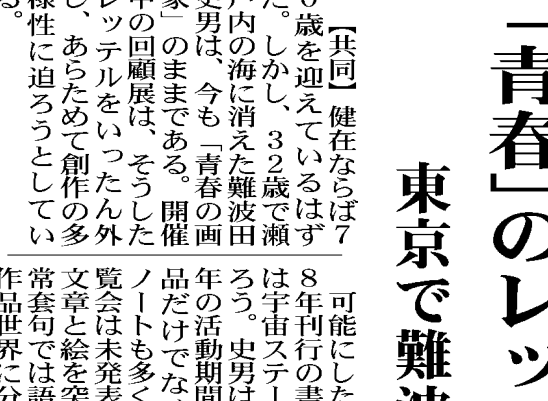 「青春」のレッ
東京で難波
【共同】健在ならば7
0歳を迎えているはず
だ。しかし、32歳で瀬
戸内の海に消えた難波田
史男は、今も「青春の画
家」のままである。開催
中の回顧展は、そうした
レッテルをいったん外
し、あらためて創作の多
様性に迫ろうとしてい
る。
可能にした
8年刊行の書
は宇宙ステー
ろう。史男は
年の活動期間
品だけでな
ノートも多く
覧会は未発表
文章と絵を突
常套句では語
作品世界に分